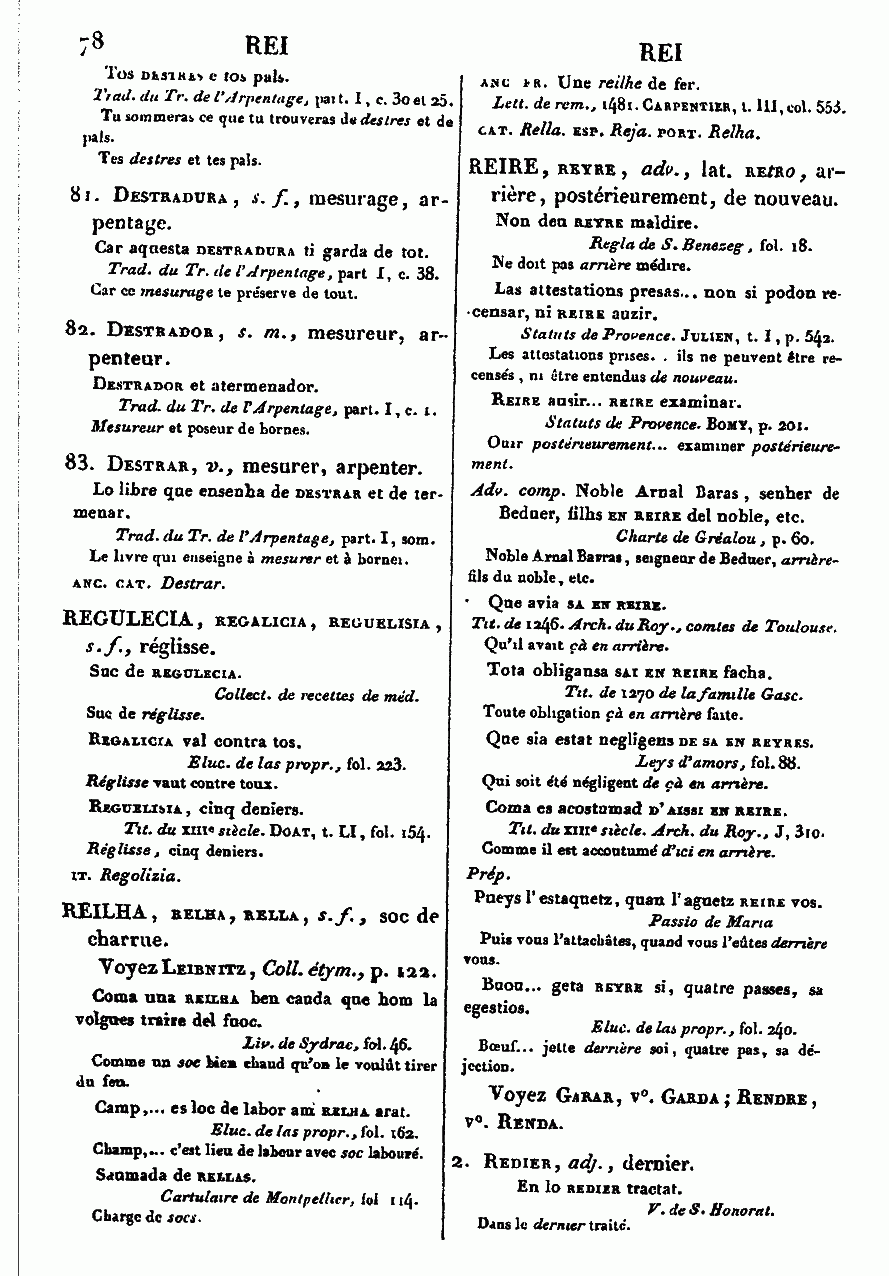 78 REI
REI
Tos DESTRES e tos pals.
Trad. du Tr. de l'Arpentage, part. I, c. 30 et 25.
Tu sommeras ce que tu trouveras de destres et de
pals.
Tes destres et tes pals.
81. DESTRADURA, s. f., mesurage, ar-
pentage.
Car aquesta DESTRADURA ti garda de tot.
Trad. du Tr. de l'Arpentage, part I, c. 38.
Car ce mesurage te préserve de tout.
82. DESTRADOR, s. m., mesureur, ar-
penteur.
DESTRADOR et atermenador.
Trad. du Tr. de l'Arpentage, part. I, c. 1.
Mesureur et poseur de bornes.
83. DESTRAR, v., mesurer, arpenter.
Lo libre que ensenha de DESTRAR et de ter-
menar.
Trad. du Tr. de l'Arpentage, part. I, som.
Le livre qui enseigne à mesurer et à borner.
ANC. CAT. Destrar.
REGULECIA, REGALICIA, REGUELISIA,
s. f., réglisse.
Suc de REGULECIA.
Collect. de recettes de méd.
Suc de réglisse.
REGALICIA val contra tos.
Eluc. de las propr., fol. 223.
Réglisse vaut contre toux.
REGUELISIA, cinq deniers.
Tit. du XIIIe siècle. DOAT, t. LI, fol. 154.
Réglisse, cinq deniers.
IT. Regolizia.
REILHA, RELHA, RELLA, s. f., soc de
charrue.
Voyez LEIBNITZ, Coll. étym., p. 122.
Coma una REILHA ben cauda que hom la
volgues traire del fuoc.
Liv. de Sydrac, fol. 46.
Comme un soc bien chaud qu'on le voulût tirer
du feu.
Camp,... es loc de labor am RELHA arat.
Eluc. de las propr., fol. 162.
Champ,... c'est lieu de labour avec soc labouré.
Saumada de RELLAS.
Cartulaire de Montpellier, fol 114.
Charge de socs.
ANC FR. Une reilhe de fer.
Lett. de rem., 1481. CARPENTIER, t. III, col. 553.
CAT. Rella. ESP. Reja. PORT. Relha.
REIRE, REYRE, adv., lat. RETRO, ar-
rière, postérieurement, de nouveau.
Non deu REYRE maldire.
Regla de S. Benezeg, fol. 18.
Ne doit pas arrière médire.
Las attestations presas... non si podon re-
censar, ni REIRE auzir.
Statuts de Provence. JULIEN, t. I, p. 542.
Les attestations prises. . ils ne peuvent être re-
censés, ni être entendus de nouveau.
REIRE ausir... REIRE examinar.
Statuts de Provence. BOMY, p. 201.
Ouir postérieurement... examiner postérieure-
ment.
Adv. comp. Noble Arnal Baras, senher de
Beduer, filhs EN REIRE del noble, etc.
Charte de Gréalou, p. 60.
Noble Arnal Barras, seigneur de Beduer, arrière-
fils du noble, etc.
Que avia SA EN REIRE.
Tit. de 1246. Arch. du Roy., comtes de Toulouse.
Qu'il avait çà en arrière.
Tota obligansa SAI EN REIRE facha.
Tit. de 1270 de la famille Gasc.
Toute obligation çà en arrière faite.
Que sia estat negligens DE SA EN REYRES.
Leys d'amors, fol. 88.
Qui soit été négligent de çà en arrière.
Coma es acostumad D'AISSI EN REIRE.
Tit. du XIIIe siècle. Arch. du Roy., J, 310.
Comme il est accoutumé d'ici en arrière.
Prép.
Pueys l'estaquetz, quan l'aguetz REIRE vos.
Passio de Maria
Puis vous l'attachâtes, quand vous l'eûtes derrière
vous.
Buou... geta REYRE si, quatre passes, sa
egestios.
Eluc. de las propr., fol. 240.
Bœuf... jette derrière soi, quatre pas, sa dé-
jection.
Voyez GARAR, vo. GARDA; RENDRE,
vo. RENDA.
2. REDIER, adj., dernier.
En lo REDIER tractat.
V. de S. Honorat.
Dans le dernier traité.